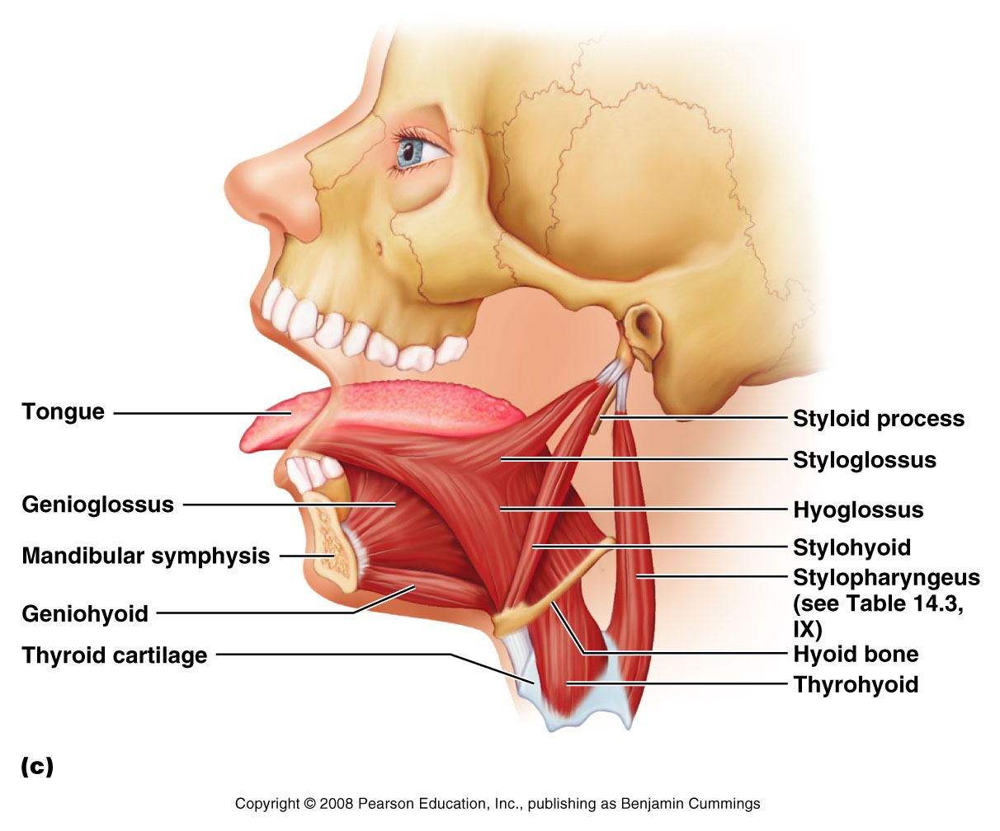 Tongue
Genioglossus
Mandibular symphysis
Geniohyoid
Thyroid cartilage
Styloid process
Styloglossus
Hyoglossus
Stylohyoid
Stylopharyngeus
(see Table 14.3,
IX)
Hyoid bone
Thyrohyoid
(c)
Copyright © 2008 Pearson Education, Inc., publishing as Benjamin Cummings